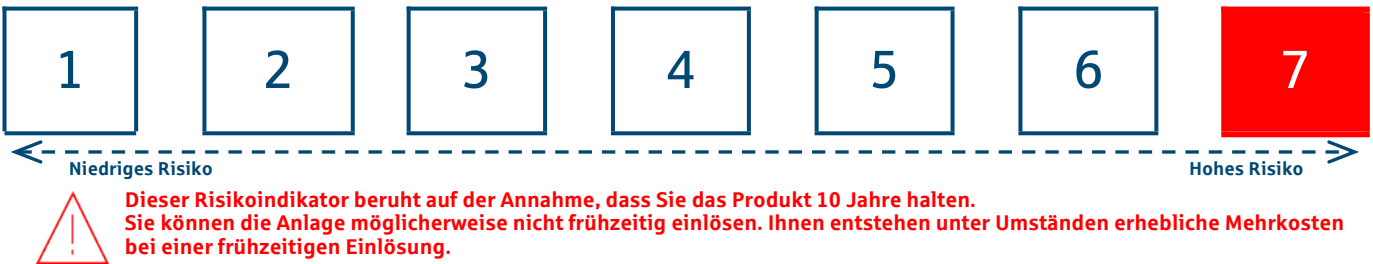 1 2 3 4 5 6 7
Niedriges Risiko Hohes Risiko
Dieser Risikoindikator beruht auf der Annahme, dass Sie das Produkt 10 Jahre halten.
Sie können die Anlage möglicherweise nicht frühzeitig einlösen. Ihnen entstehen unter Umständen erhebliche Mehrkosten
bei einer frühzeitigen Einlösung.